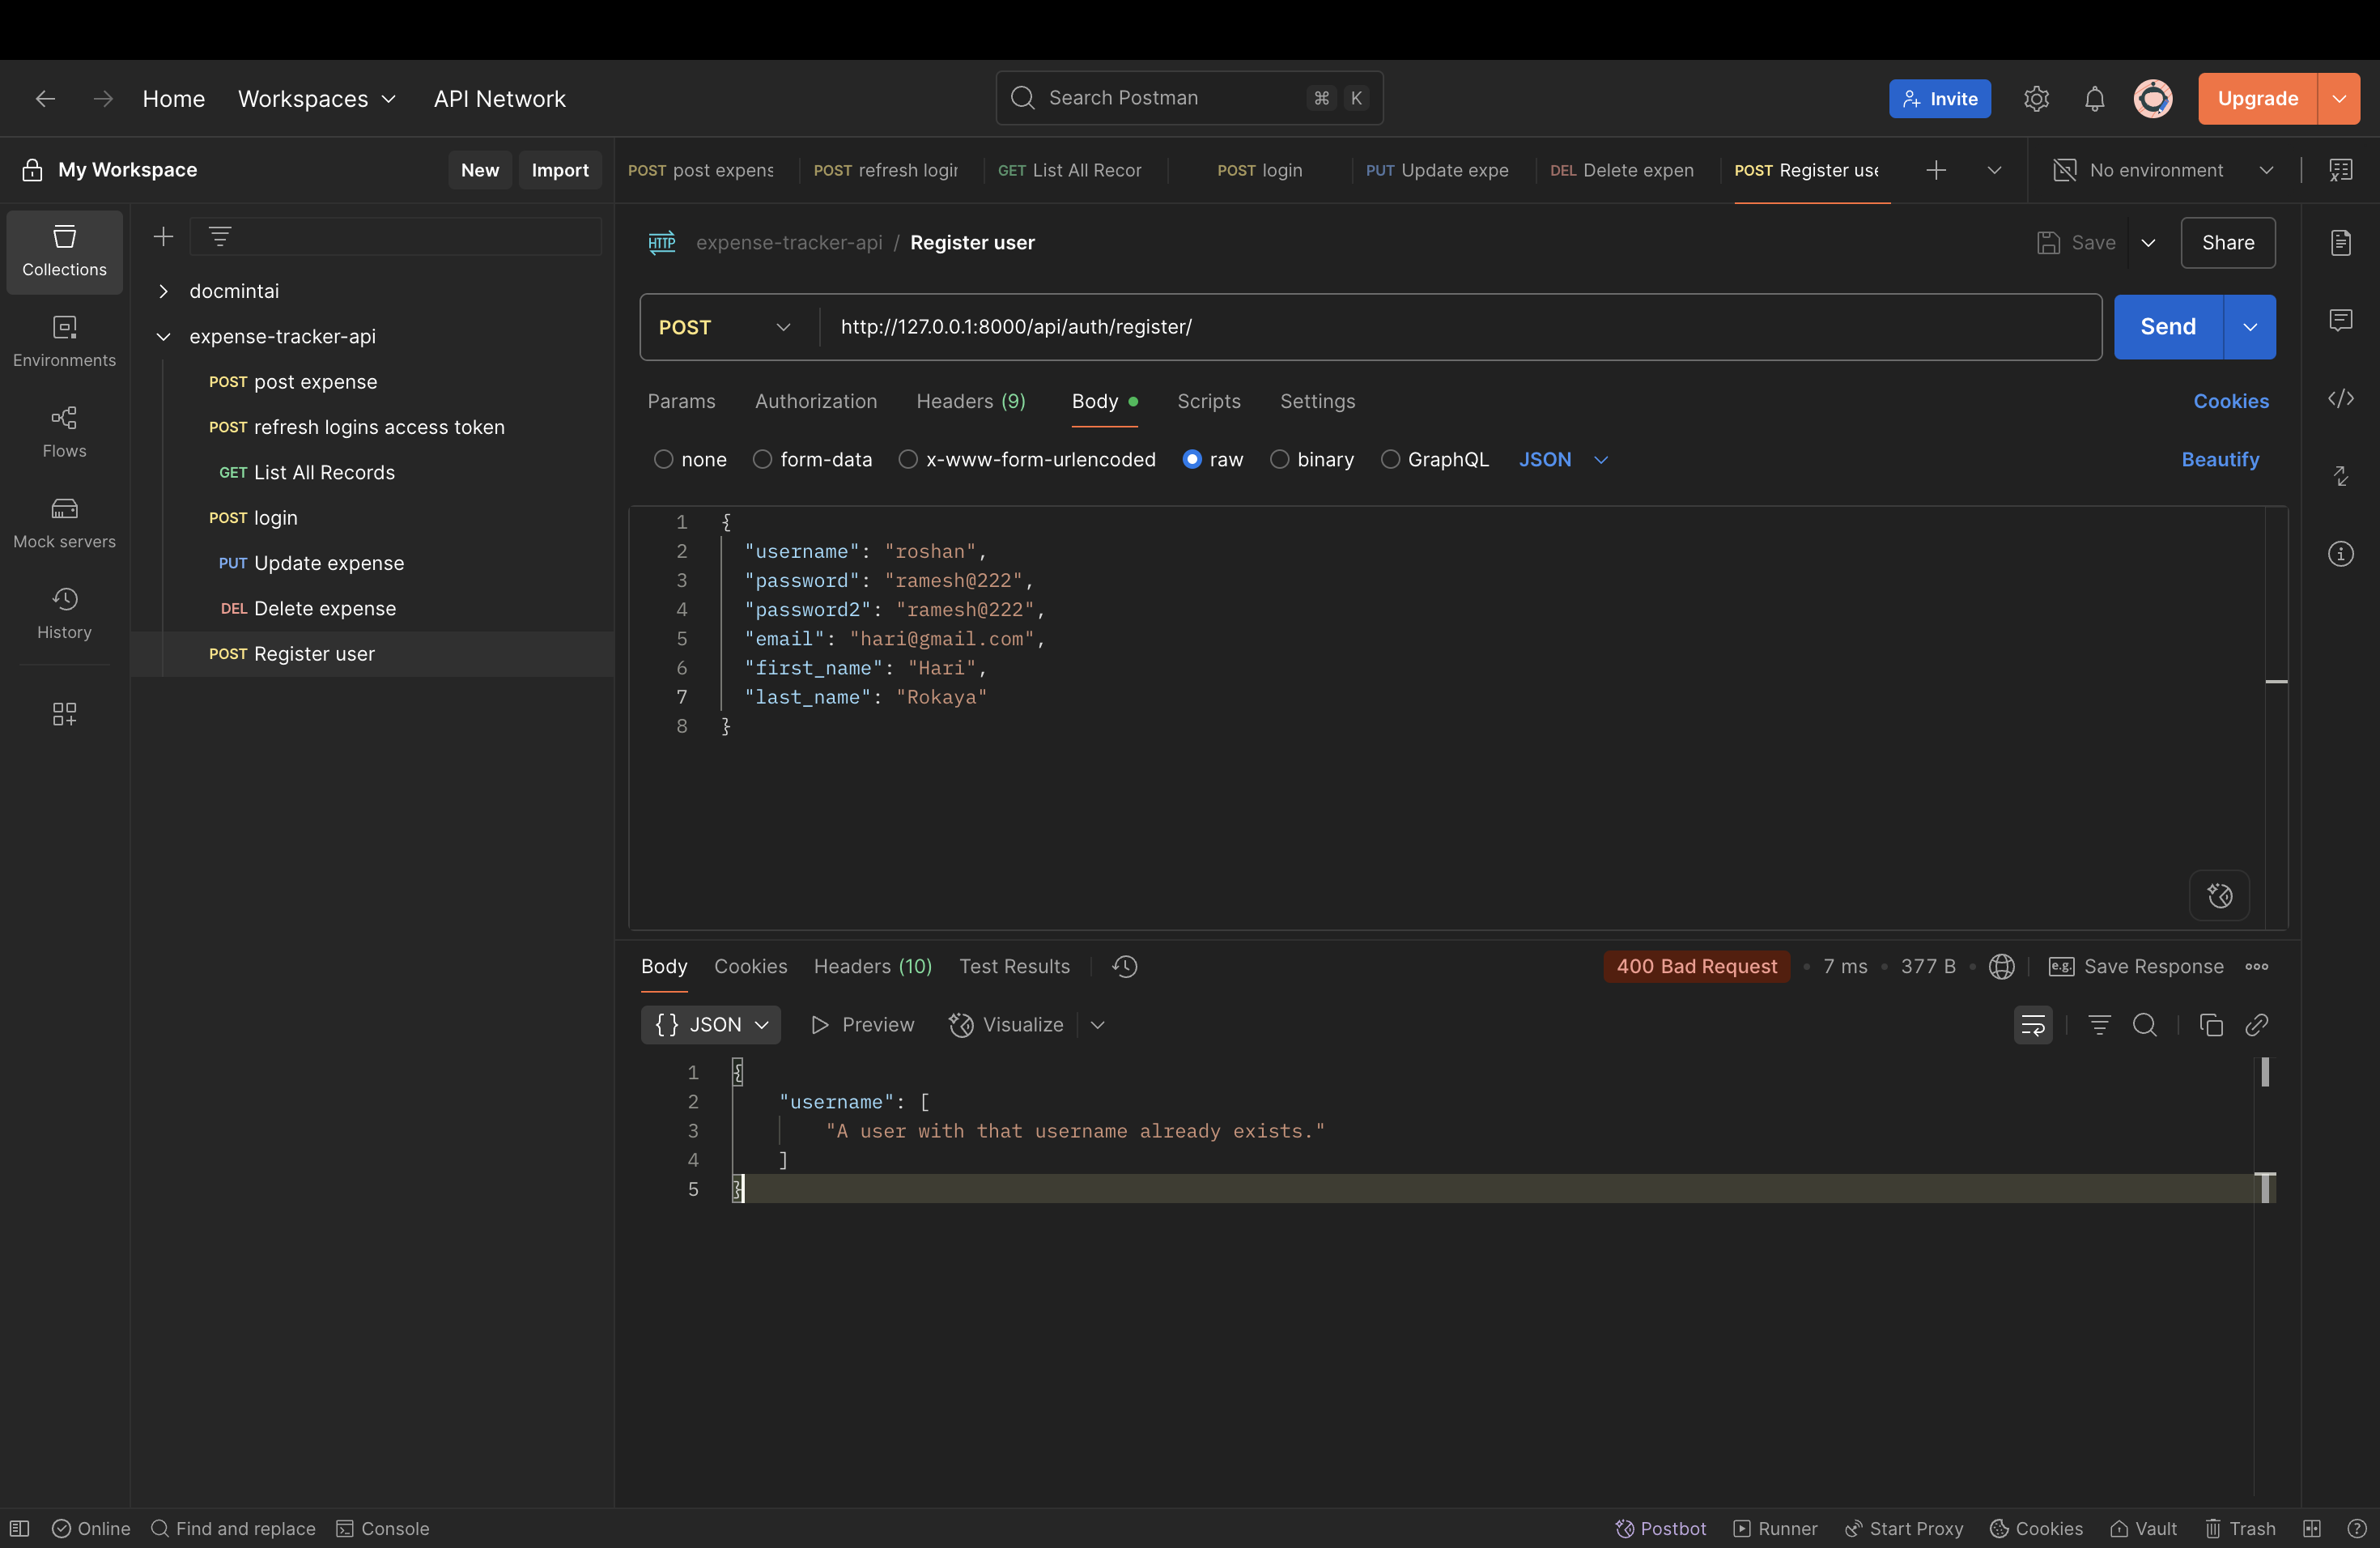 Home Workspaces API Network Search Postman ⌘ K Invite Upgrade
My Workspace New Import POST post expens POST refresh login GET List All Recor POST login PUT Update expe DEL Delete expen POST Register use No environment
Collections
Environments
Flows
Mock servers
History
docmintai
expense-tracker-api
POST post expense
POST refresh logins access token
GET List All Records
POST login
PUT Update expense
DEL Delete expense
POST Register user
HTTP expense-tracker-api / Register user Save Share
POST http://127.0.0.1:8000/api/auth/register/ Send
Params Authorization Headers (9) Body Scripts Settings Cookies
none form-data x-www-form-urlencoded raw binary GraphQL JSON Beautify
1 {
2 "username": "roshan",
3 "password": "ramesh@222",
4 "password2": "ramesh@222",
5 "email": "hari@gmail.com",
6 "first_name": "Hari",
7 "last_name": "Rokaya"
8 }
Body Cookies Headers (10) Test Results 400 Bad Request • 7 ms • 377 B • e.g. Save Response
{} JSON Preview Visualize
1 {
2 "username": [
3 "A user with that username already exists."
4 ]
5 }
Online Find and replace Console Postbot Runner Start Proxy Cookies Vault Trash